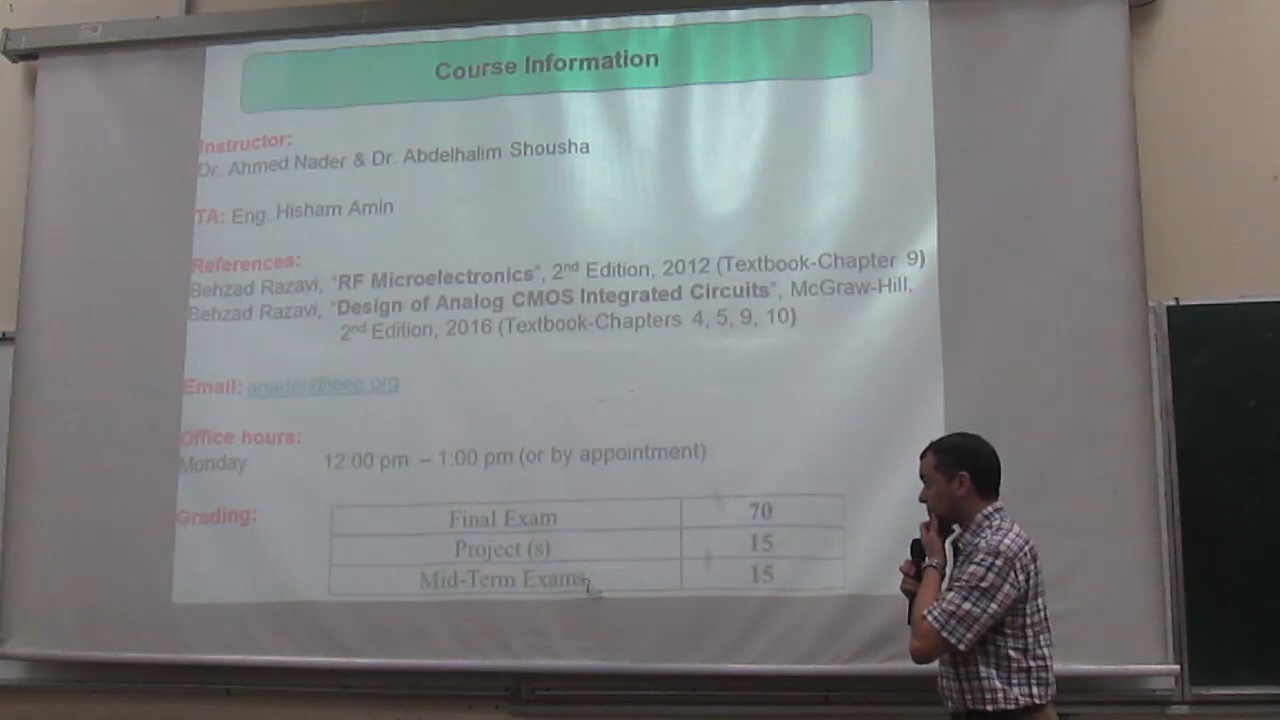 Course Information
Instructor:
Dr. Ahmed Nader & Dr. Abdelhalim Shousha
TA: Eng. Hisham Amin
References:
Behzad Razavi, "RF Microelectronics", 2nd Edition, 2012 (Textbook-Chapter 9)
Behzad Razavi, "Design of Analog CMOS Integrated Circuits", McGraw-Hill,
2nd Edition, 2016 (Textbook-Chapters 4, 5, 9, 10)
Email: anader@ieee.org
Office hours:
Monday 12:00 pm – 1:00 pm (or by appointment)
Grading:
Final Exam 70
Project (s) 15
Mid-Term Exams 15